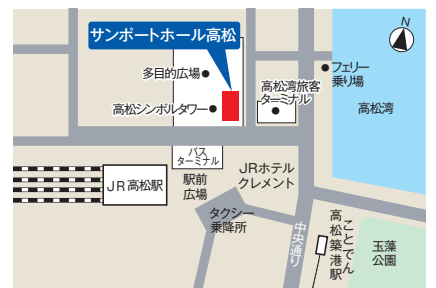 サンポートホール高松
N
多目的広場
高松シンボルタワー
高松湾旅客
ターミナル
フェリー
乗り場
高松湾
バス
ターミナル
JR高松駅
駅前
広場
JRホテル
クレメント
タクシー
乗降所
中央通り
ことでん
高松築港駅
玉藻
公園